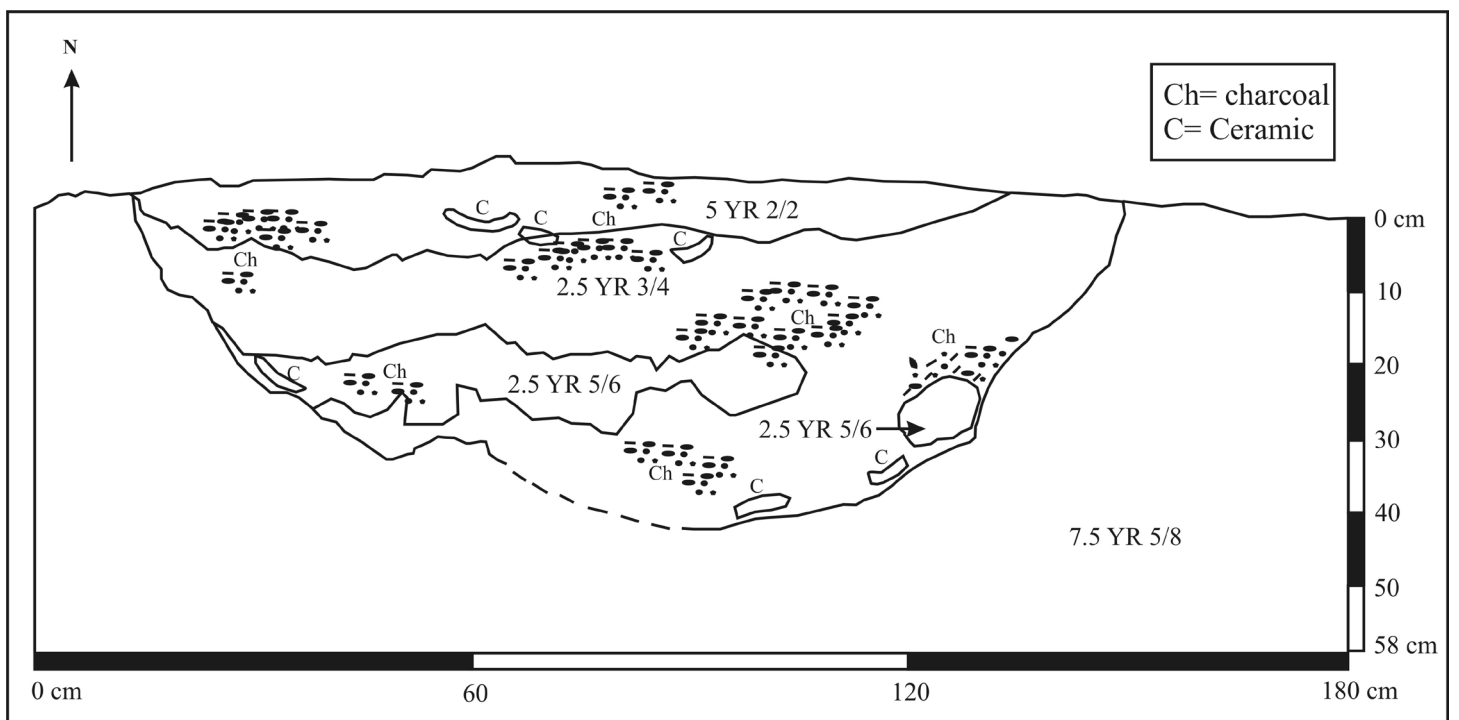 N
Ch= charcoal
C= Ceramic
C
C
Ch
5 YR 2/2
0 cm
C
Ch
2.5 YR 3/4
10
Ch
Ch
20
C
Ch
2.5 YR 5/6
2.5 YR 5/6
30
C
Ch
C
40
7.5 YR 5/8
50
58 cm
0 cm
60
120
180 cm